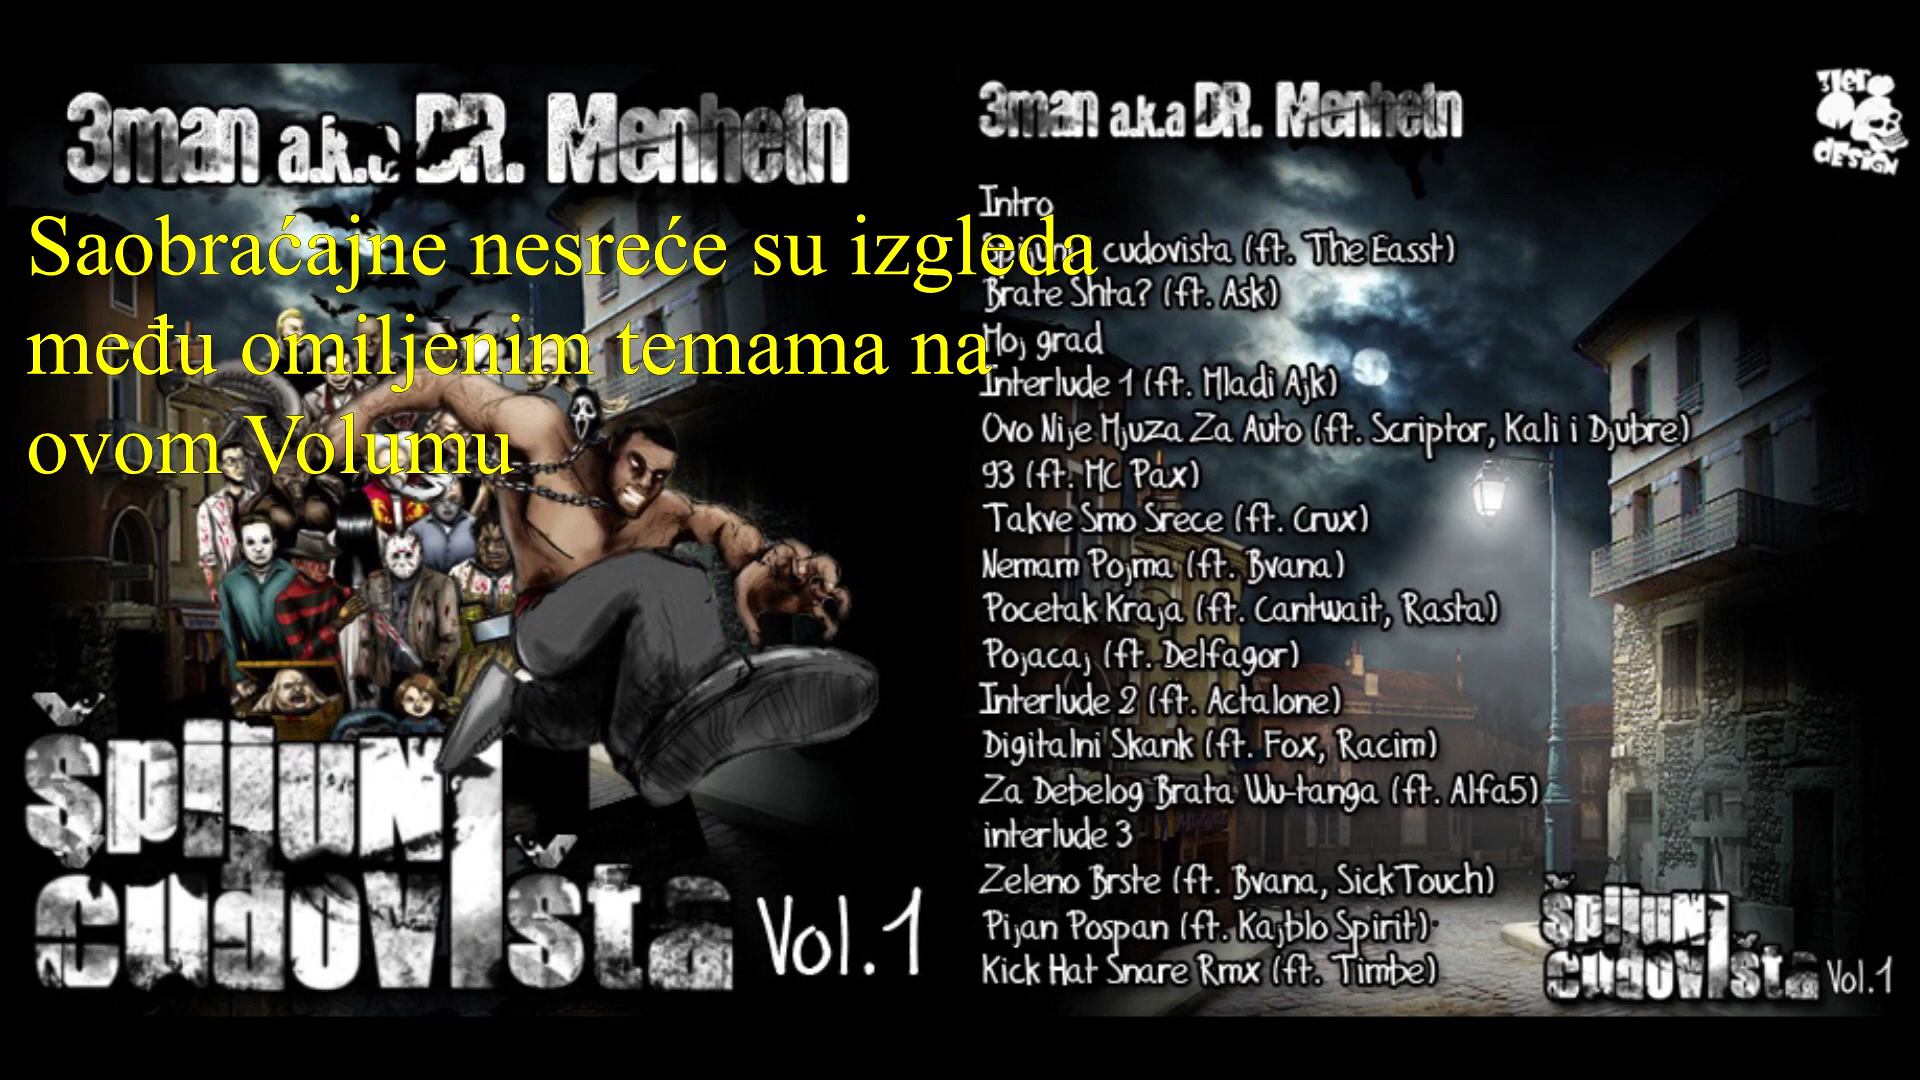 3man a.k.a DR. Menhetn
Saobraćajne nesreće su izgleda
među omiljenim temama na
ovom Volumu
Špijuni
čudovišta
Vol.1
3man a.k.a DR. Menhetn
Intro
Spijuni cudovista (ft. The Easst)
Brate Shta? (ft. Ask)
Moj grad
Interlude 1 (ft. Mladi Ajk)
Ovo Nije Mjuza Za Auto (ft. Scriptor, Kali i Djubre)
93 (ft. MC Pax)
Takve Smo Srece (ft. Crux)
Nemam Pojma (ft. Bvana)
Pocetak Kraja (ft. Cantwait, Rasta)
Pojacaj (ft. Delfagor)
Interlude 2 (ft. Actalone)
Digitalni Skank (ft. Fox, Racim)
Za Debelog Brata Wu-tanga (ft. Alfa5)
interlude 3
Zeleno Brste (ft. Bvana, SickTouch)
Pijan Pospan (ft. Kajblo Spirit)
Kick Hat Snare Rmx (ft. Timbe)
Špijuni
čudovišta Vol.1
design